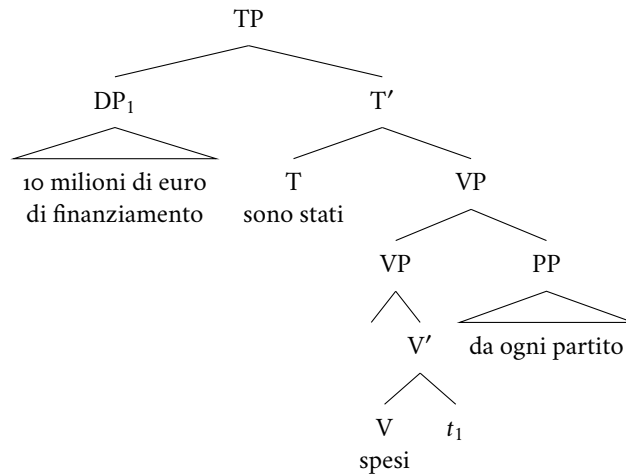 TP
DP₁ T′
10 milioni di euro
di finanziamento
T VP
sono stati
VP PP
V′ da ogni partito
V t₁
spesi